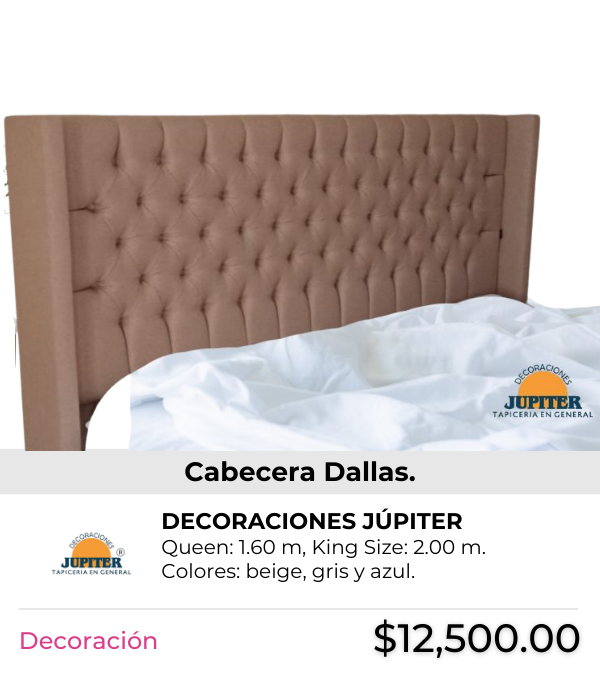 DECORACIONES
JUPITER
TAPICERIA EN GENERAL
Cabecera Dallas.
DECORACIONES JÚPITER
Queen: 1.60 m, King Size: 2.00 m.
Colores: beige, gris y azul.
DECORACIONES
JUPITER ®
TAPICERIA EN GENERAL
Decoración
$12,500.00